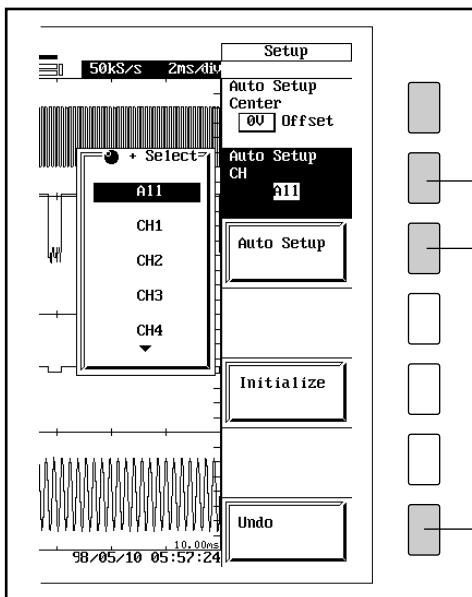 Setup
50kS/s 2ms/div
Auto Setup
Center
0V Offset
+ Select
Auto Setup
CH
All
All
CH1
CH2
CH3
CH4
Auto Setup
Initialize
Undo
10.00ms
98/05/10 05:57:24